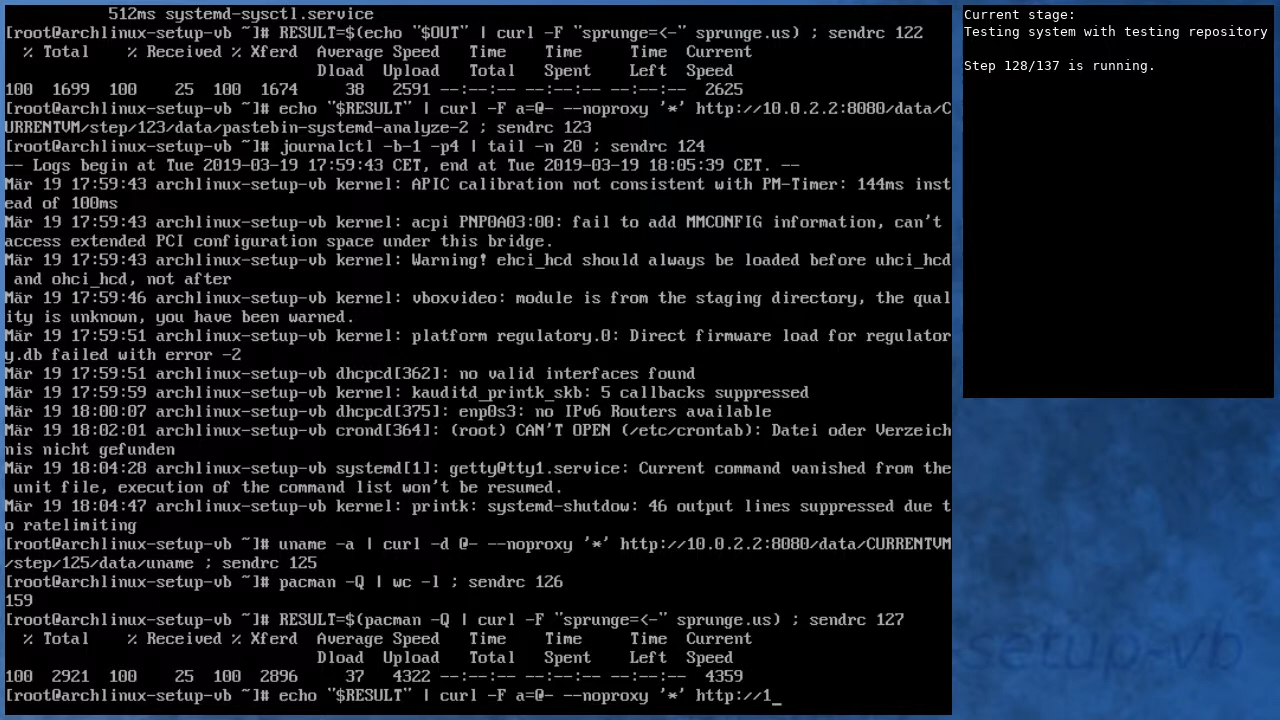 512ms systemd-sysctl.service
[root@archlinux-setup-vb ~]# RESULT=$(echo "$OUT" | curl -F "sprunge=<-" sprunge.us) ; sendrc 122
  % Total    % Received % Xferd  Average Speed   Time    Time     Time  Current
                                 Dload  Upload   Total   Spent    Left  Speed
100  1699  100    25  100  1674     38   2591 --:--:-- --:--:-- --:--:--  2625
[root@archlinux-setup-vb ~]# echo "$RESULT" | curl -F a=@- --noproxy '*' http://10.0.2.2:8080/data/C
URRENTVM/step/123/data/pastebin-systemd-analyze-2 ; sendrc 123
[root@archlinux-setup-vb ~]# journalctl -b-1 -p4 | tail -n 20 ; sendrc 124
-- Logs begin at Tue 2019-03-19 17:59:43 CET, end at Tue 2019-03-19 18:05:39 CET. --
Mär 19 17:59:43 archlinux-setup-vb kernel: APIC calibration not consistent with PM-Timer: 144ms inst
ead of 100ms
Mär 19 17:59:43 archlinux-setup-vb kernel: acpi PNP0A03:00: fail to add MMCONFIG information, can't
access extended PCI configuration space under this bridge.
Mär 19 17:59:43 archlinux-setup-vb kernel: Warning! ehci_hcd should always be loaded before uhci_hcd
 and ohci_hcd, not after
Mär 19 17:59:46 archlinux-setup-vb kernel: vboxvideo: module is from the staging directory, the qual
ity is unknown, you have been warned.
Mär 19 17:59:51 archlinux-setup-vb kernel: platform regulatory.0: Direct firmware load for regulator
y.db failed with error -2
Mär 19 17:59:51 archlinux-setup-vb dhcpcd[362]: no valid interfaces found
Mär 19 17:59:59 archlinux-setup-vb kernel: kauditd_printk_skb: 5 callbacks suppressed
Mär 19 18:00:07 archlinux-setup-vb dhcpcd[375]: enp0s3: no IPv6 Routers available
Mär 19 18:02:01 archlinux-setup-vb crond[364]: (root) CAN'T OPEN (/etc/crontab): Datei oder Verzeich
nis nicht gefunden
Mär 19 18:04:28 archlinux-setup-vb systemd[1]: getty@tty1.service: Current command vanished from the
 unit file, execution of the command list won't be resumed.
Mär 19 18:04:47 archlinux-setup-vb kernel: printk: systemd-shutdow: 46 output lines suppressed due t
o ratelimiting
[root@archlinux-setup-vb ~]# uname -a | curl -d @- --noproxy '*' http://10.0.2.2:8080/data/CURRENTVM
/step/125/data/uname ; sendrc 125
[root@archlinux-setup-vb ~]# pacman -Q | wc -l ; sendrc 126
159
[root@archlinux-setup-vb ~]# RESULT=$(pacman -Q | curl -F "sprunge=<-" sprunge.us) ; sendrc 127
  % Total    % Received % Xferd  Average Speed   Time    Time     Time  Current
                                 Dload  Upload   Total   Spent    Left  Speed
100  2921  100    25  100  2896     37   4322 --:--:-- --:--:-- --:--:--  4359
[root@archlinux-setup-vb ~]# echo "$RESULT" | curl -F a=@- --noproxy '*' http://1_
Current stage:
Testing system with testing repository
Step 128/137 is running.
setup-vb